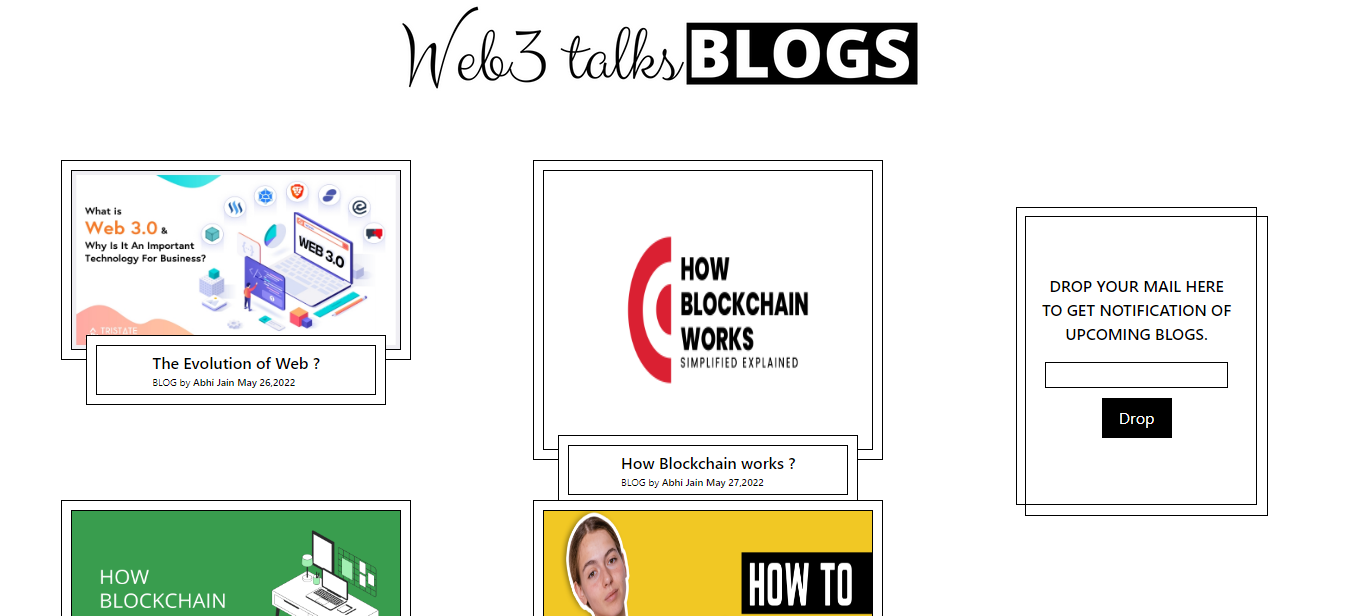 Web3 talks BLOGS
What is
Web 3.0 &
Why Is It An Important
Technology For Business?
WEB 3.0
TRISTATE
The Evolution of Web ?
BLOG by Abhi Jain May 26,2022
HOW
BLOCKCHAIN
WORKS
SIMPLIFIED EXPLAINED
How Blockchain works ?
BLOG by Abhi Jain May 27,2022
DROP YOUR MAIL HERE
TO GET NOTIFICATION OF
UPCOMING BLOGS.
Drop
HOW
BLOCKCHAIN
HOW TO